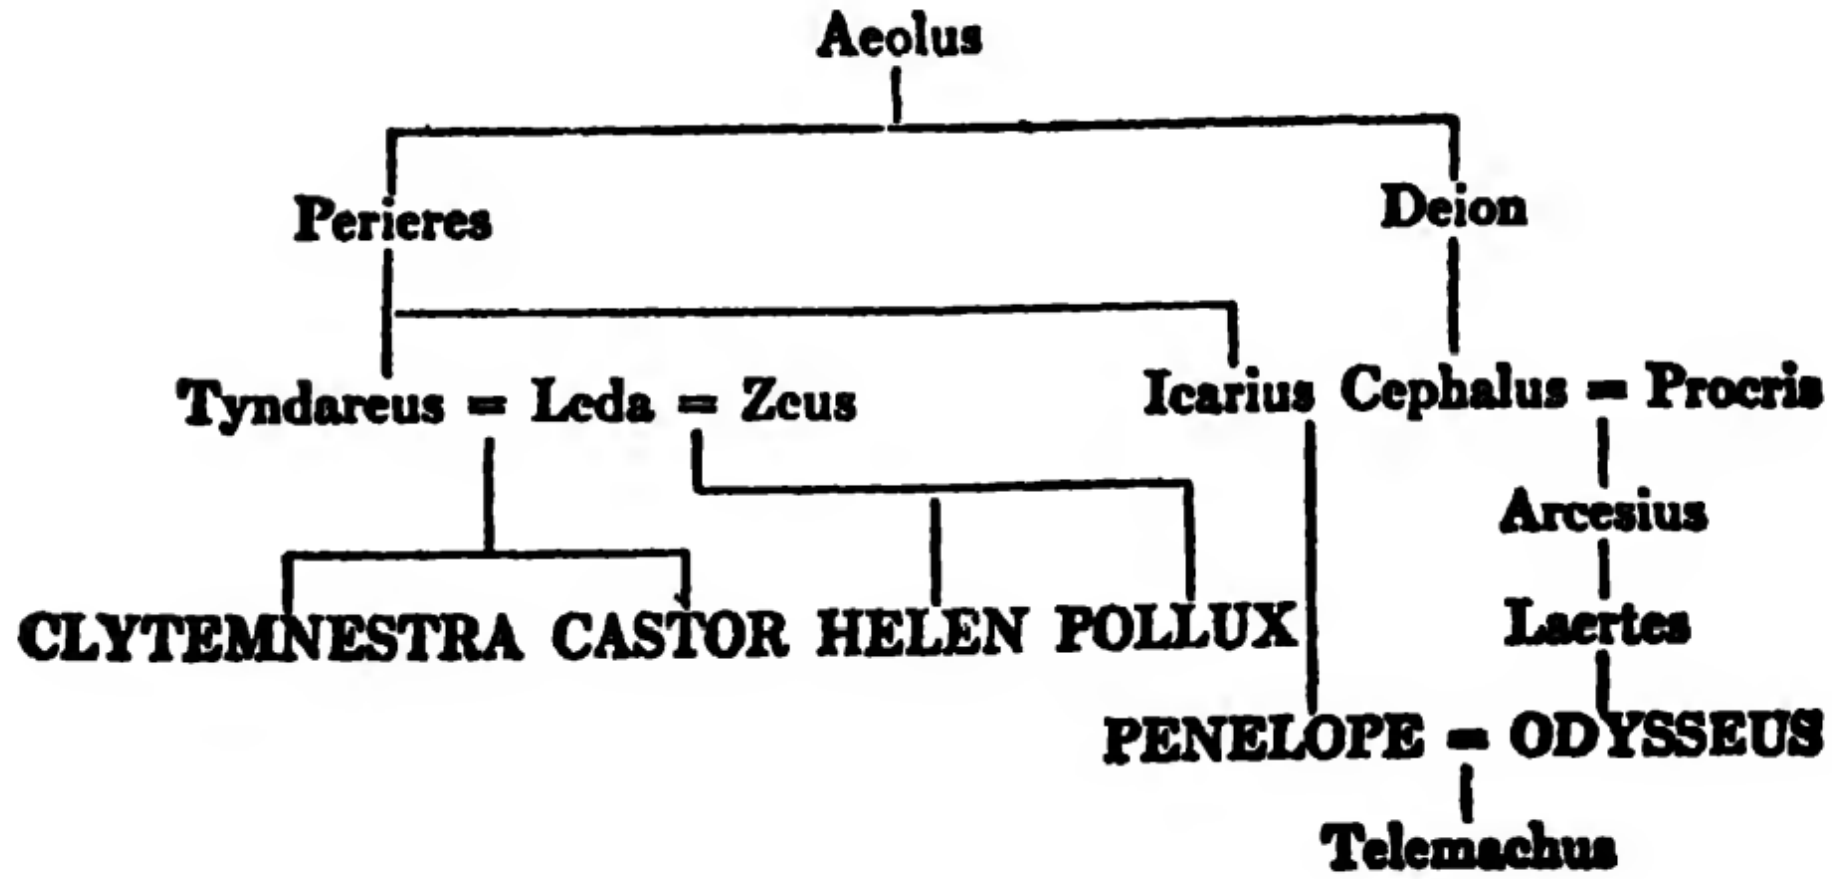 Aeolus
Perieres Deion
Tyndareus = Leda = Zeus Icarius Cephalus = Procris
Arcesius
Laertes
CLYTEMNESTRA CASTOR HELEN POLLUX
PENELOPE = ODYSSEUS
Telemachus